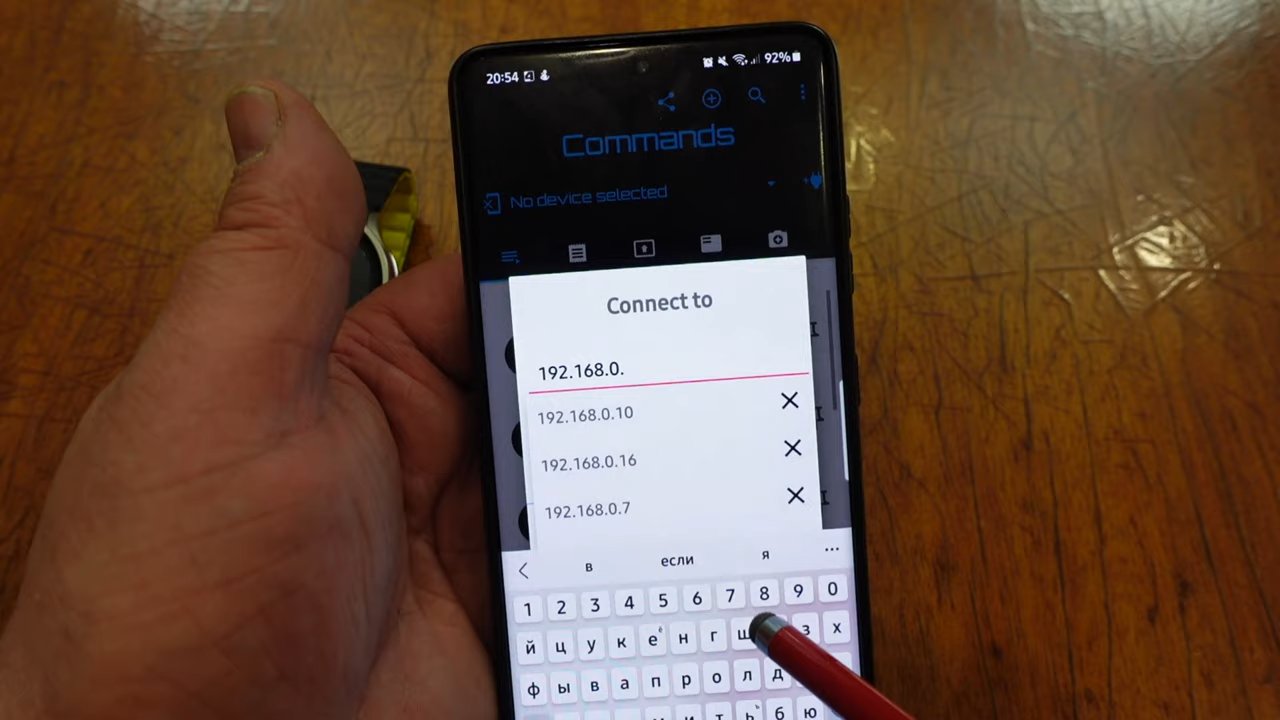 20:54 92%
Commands
No device selected
Connect to
192.168.0.
192.168.0.10
192.168.0.16
192.168.0.7
в если я
1 2 3 4 5 6 7 8 9 0
й ц у к е ё н г ш з х
ф ы в а п р о л д
и т ь ъ б ю